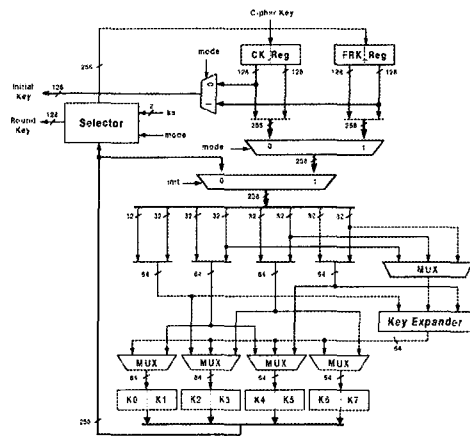 Cipher Key
mode
CK Reg
FRK Reg
256
128 128 128 128
Initial Key
128
0
1
Round Key
128
Selector
2
ks
mode
256 256
mode
0 1
256
init
0 1
256
32 32 32 32 32 32 32 32
64 64 64 64
MUX
Key Expander
64
MUX MUX MUX MUX
64 64 64 64
K0 K1 K2 K3 K4 K5 K6 K7
256